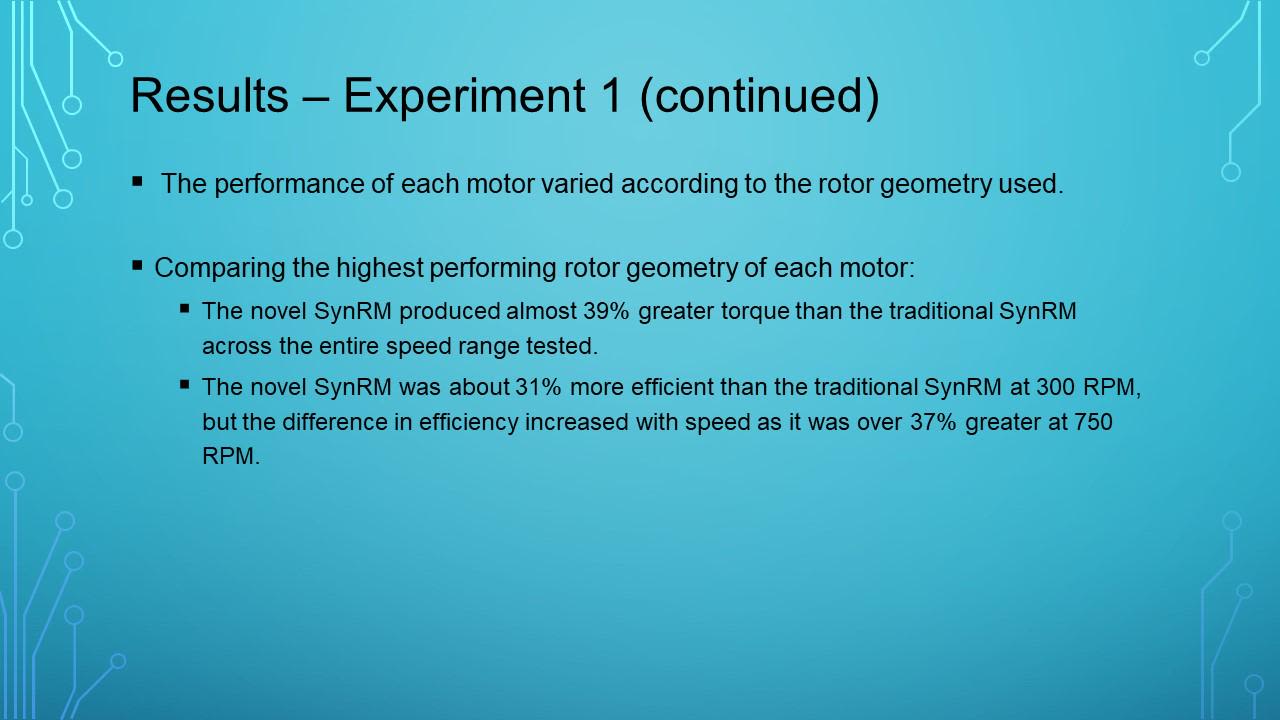 Results – Experiment 1 (continued)
▪ The performance of each motor varied according to the rotor geometry used.
▪ Comparing the highest performing rotor geometry of each motor:
▪ The novel SynRM produced almost 39% greater torque than the traditional SynRM
across the entire speed range tested.
▪ The novel SynRM was about 31% more efficient than the traditional SynRM at 300 RPM,
but the difference in efficiency increased with speed as it was over 37% greater at 750
RPM.